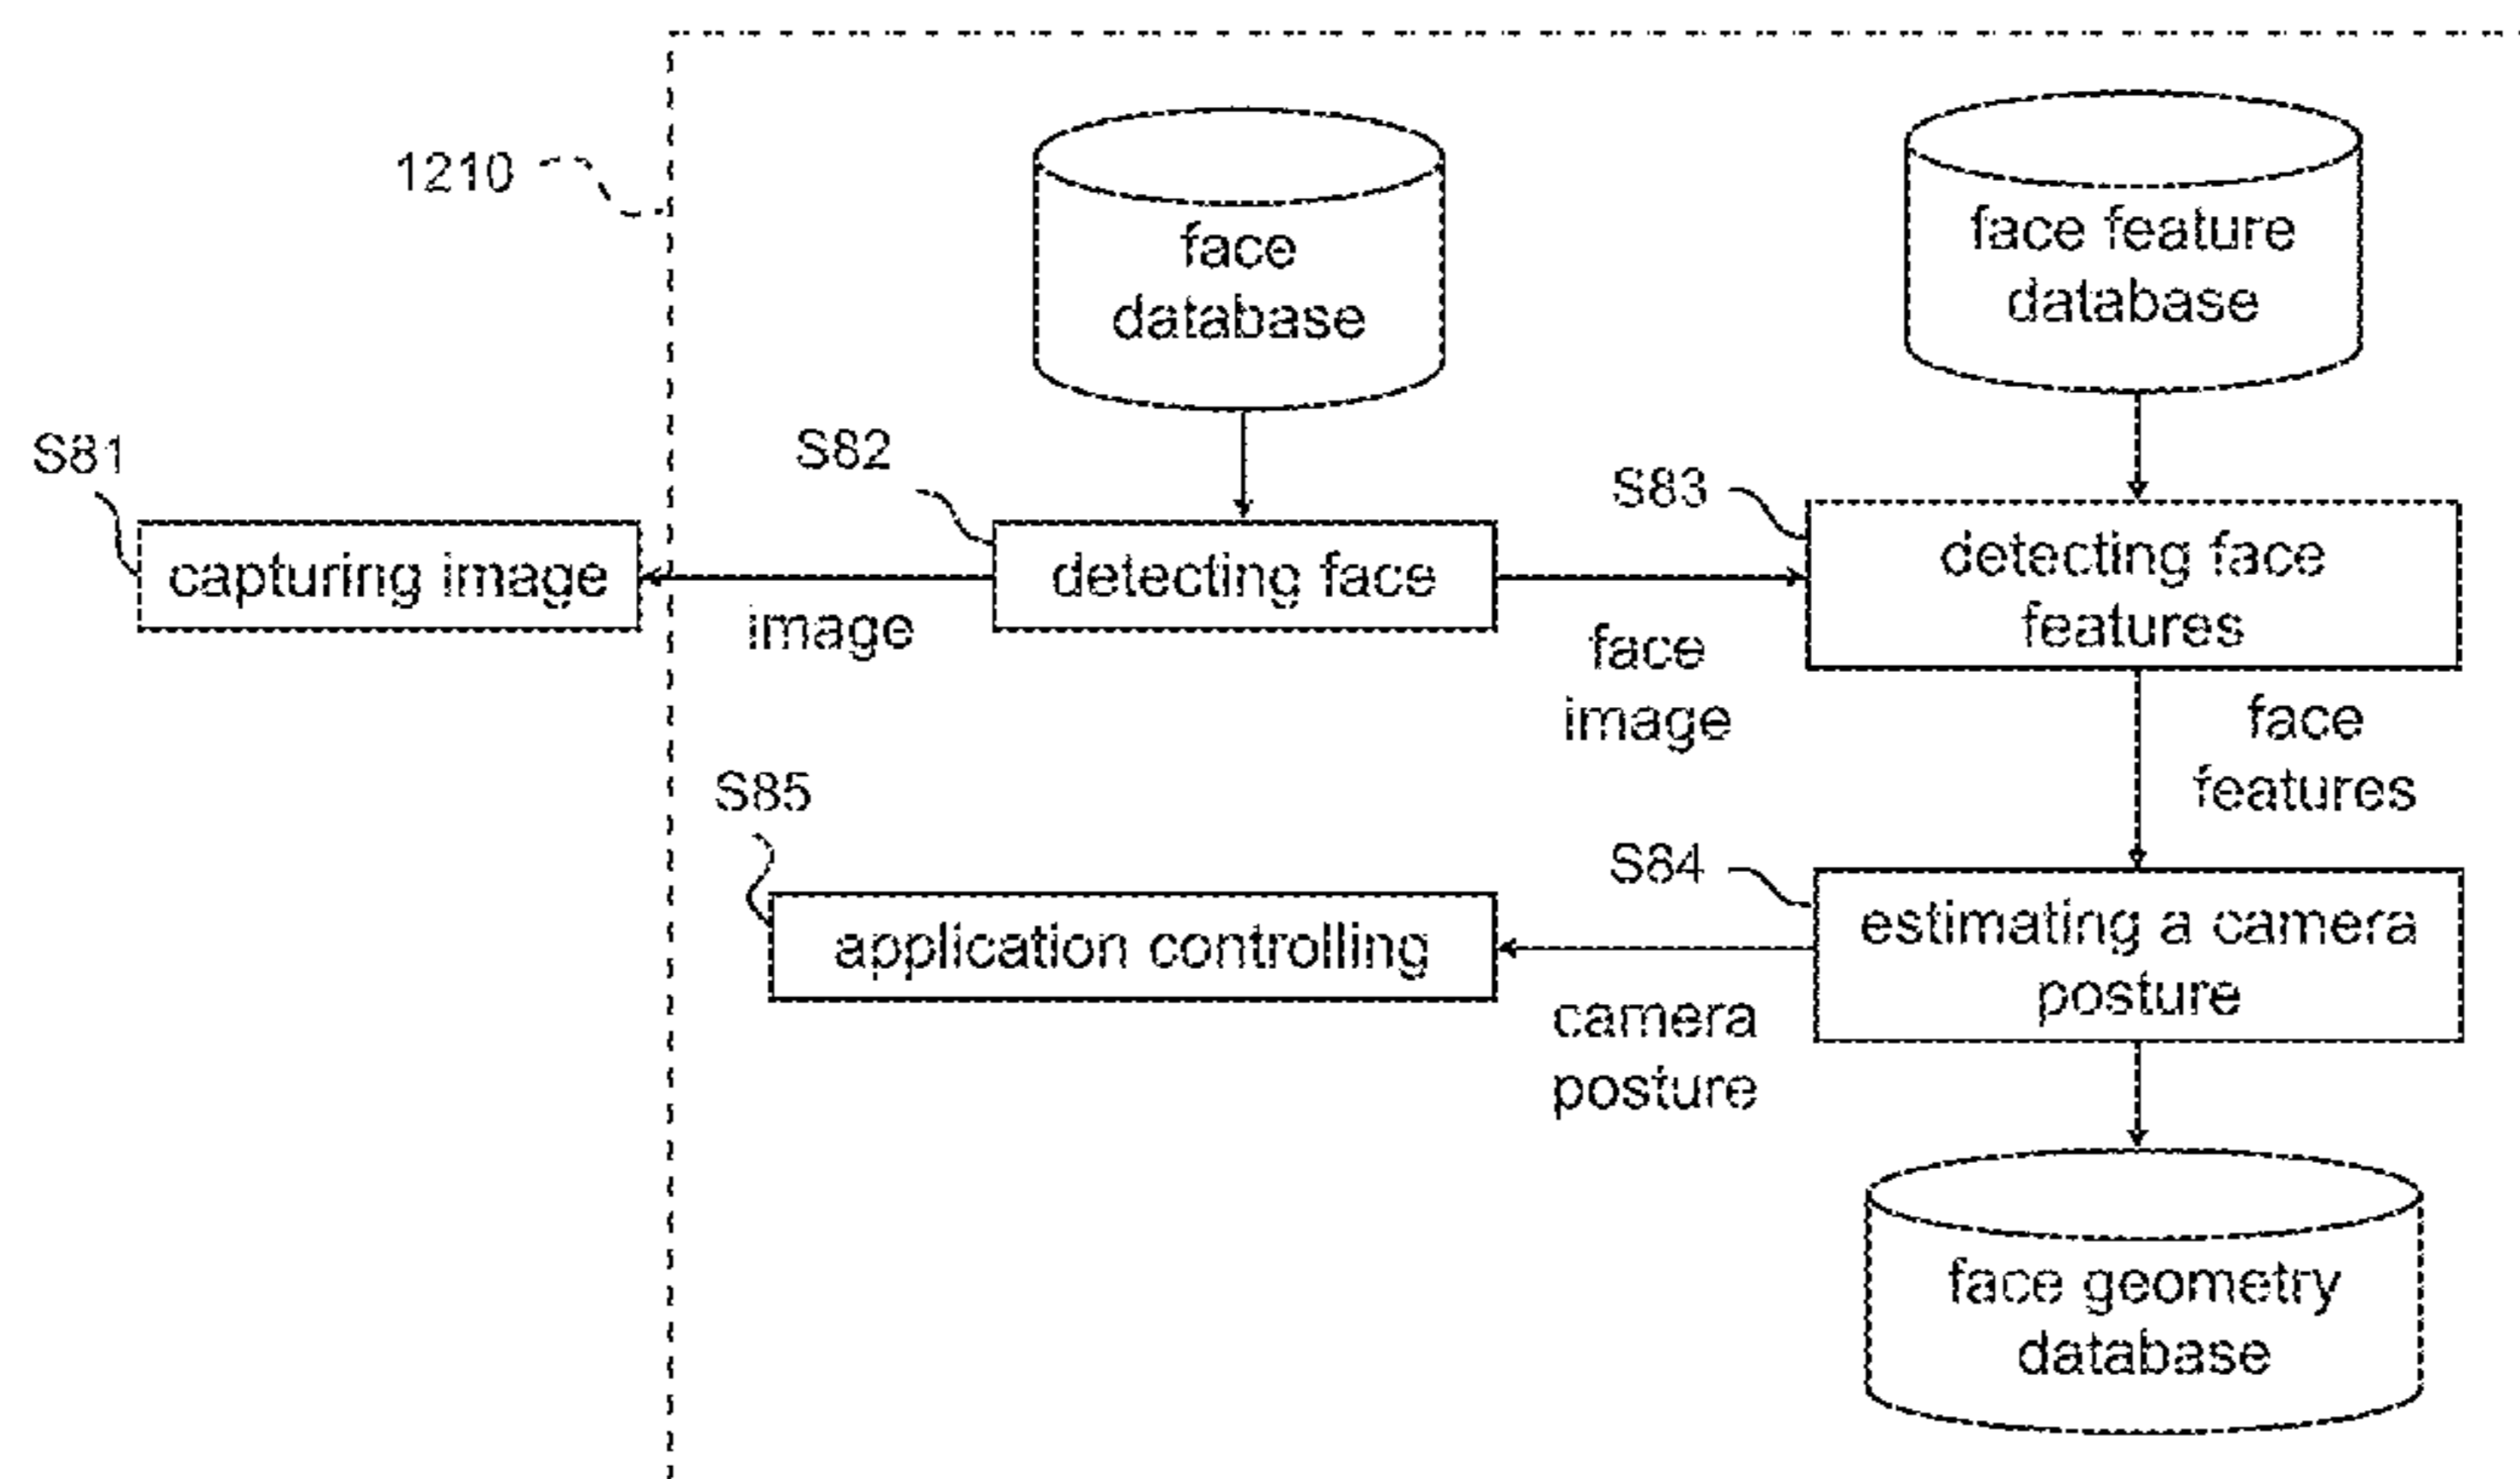 1210
face
database
face feature
database
S81
S82
S83
capturing image
image
detecting face
face
image
detecting face
features
face
features
S85
S84
application controlling
camera
posture
estimating a camera
posture
face geometry
database